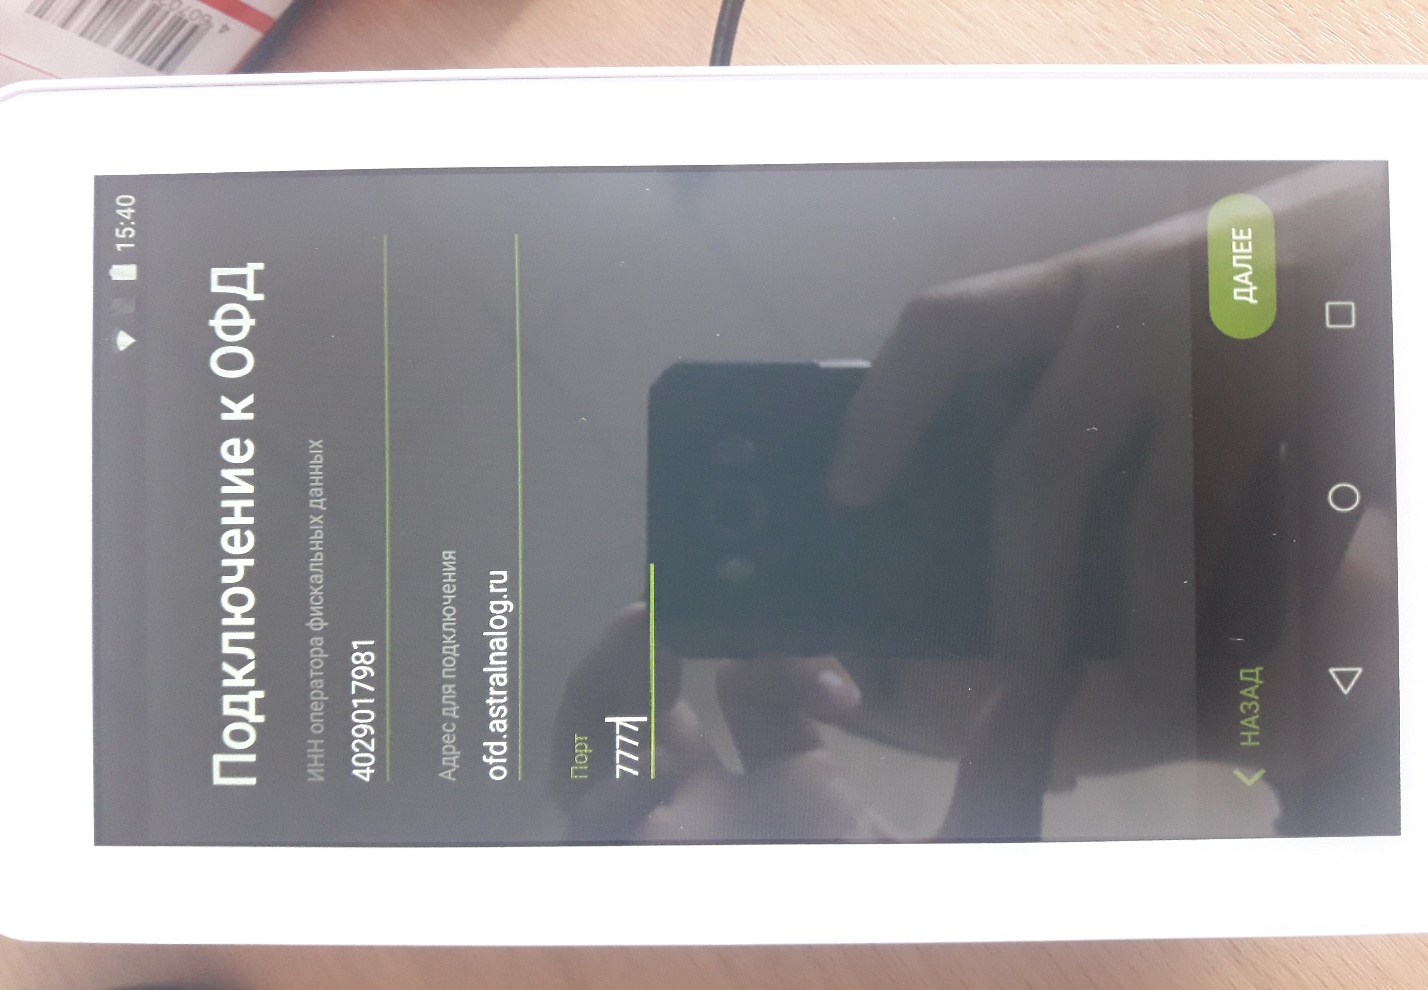 15:40
Подключение к ОФД
ИНН оператора фискальных данных
4029017981
Адрес для подключения
ofd.astralnalog.ru
Порт
7777
НАЗАД
ДАЛЕЕ